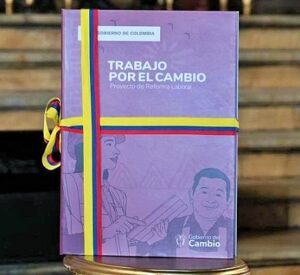 GOBIERNO DE COLOMBIA
TRABAJO
POR EL CAMBIO
Proyecto de Reforma Laboral
Gobierno del
Cambio